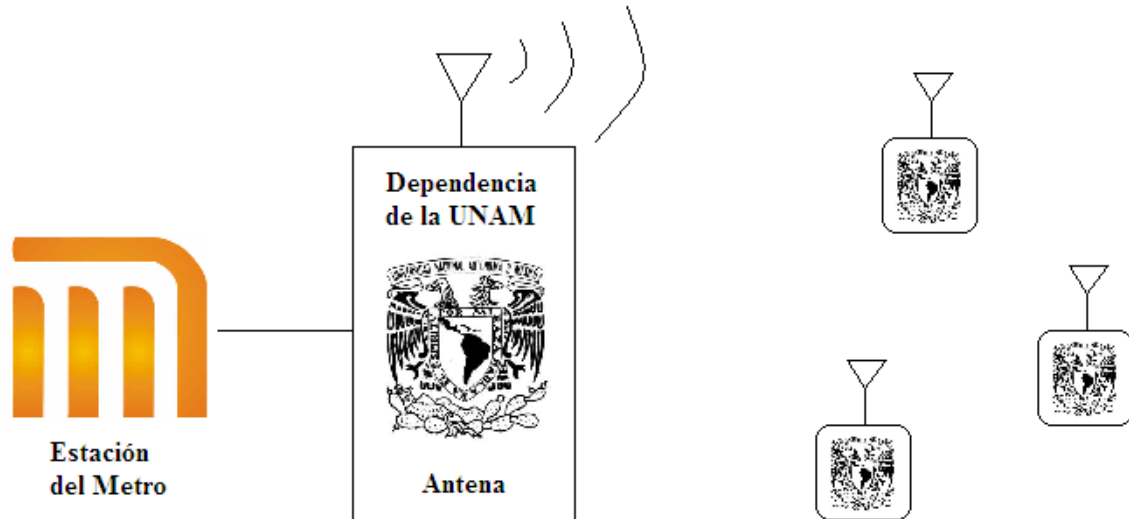 Dependencia
de la UNAM
Estación
del Metro
Antena